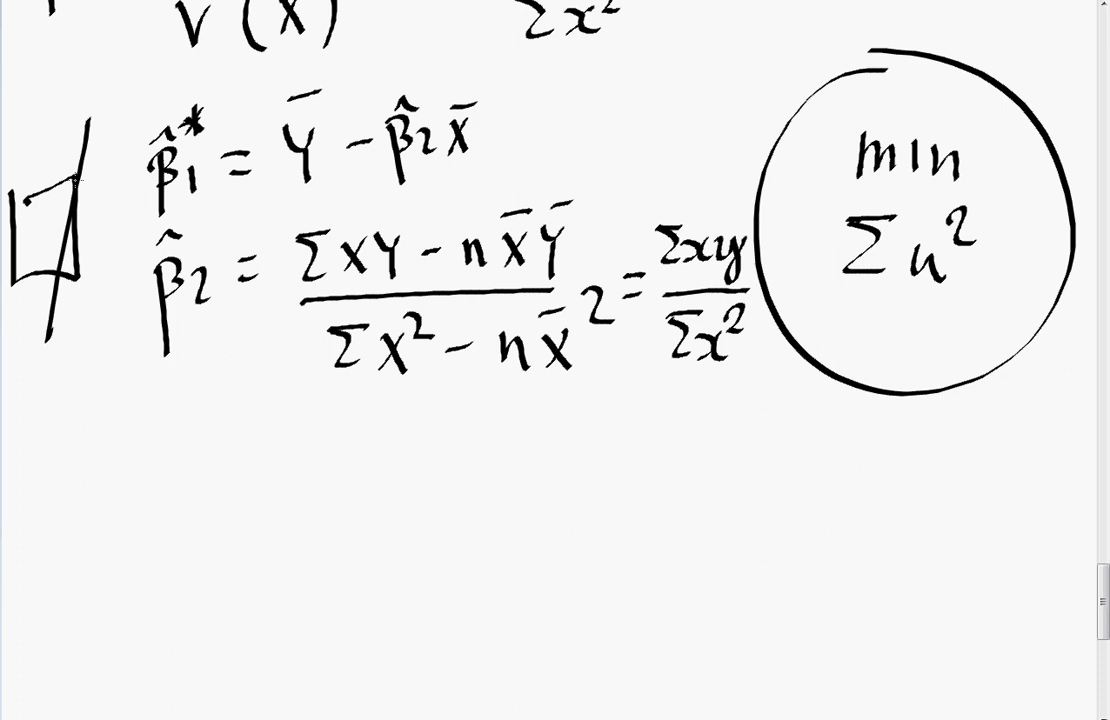 V (X) Σx²
β̂₁* = Ȳ - β̂₂X̄
β̂₂ = (ΣXY - nX̄Ȳ) / (ΣX² - nX̄²) = Σxy / Σx²
min
Σu²